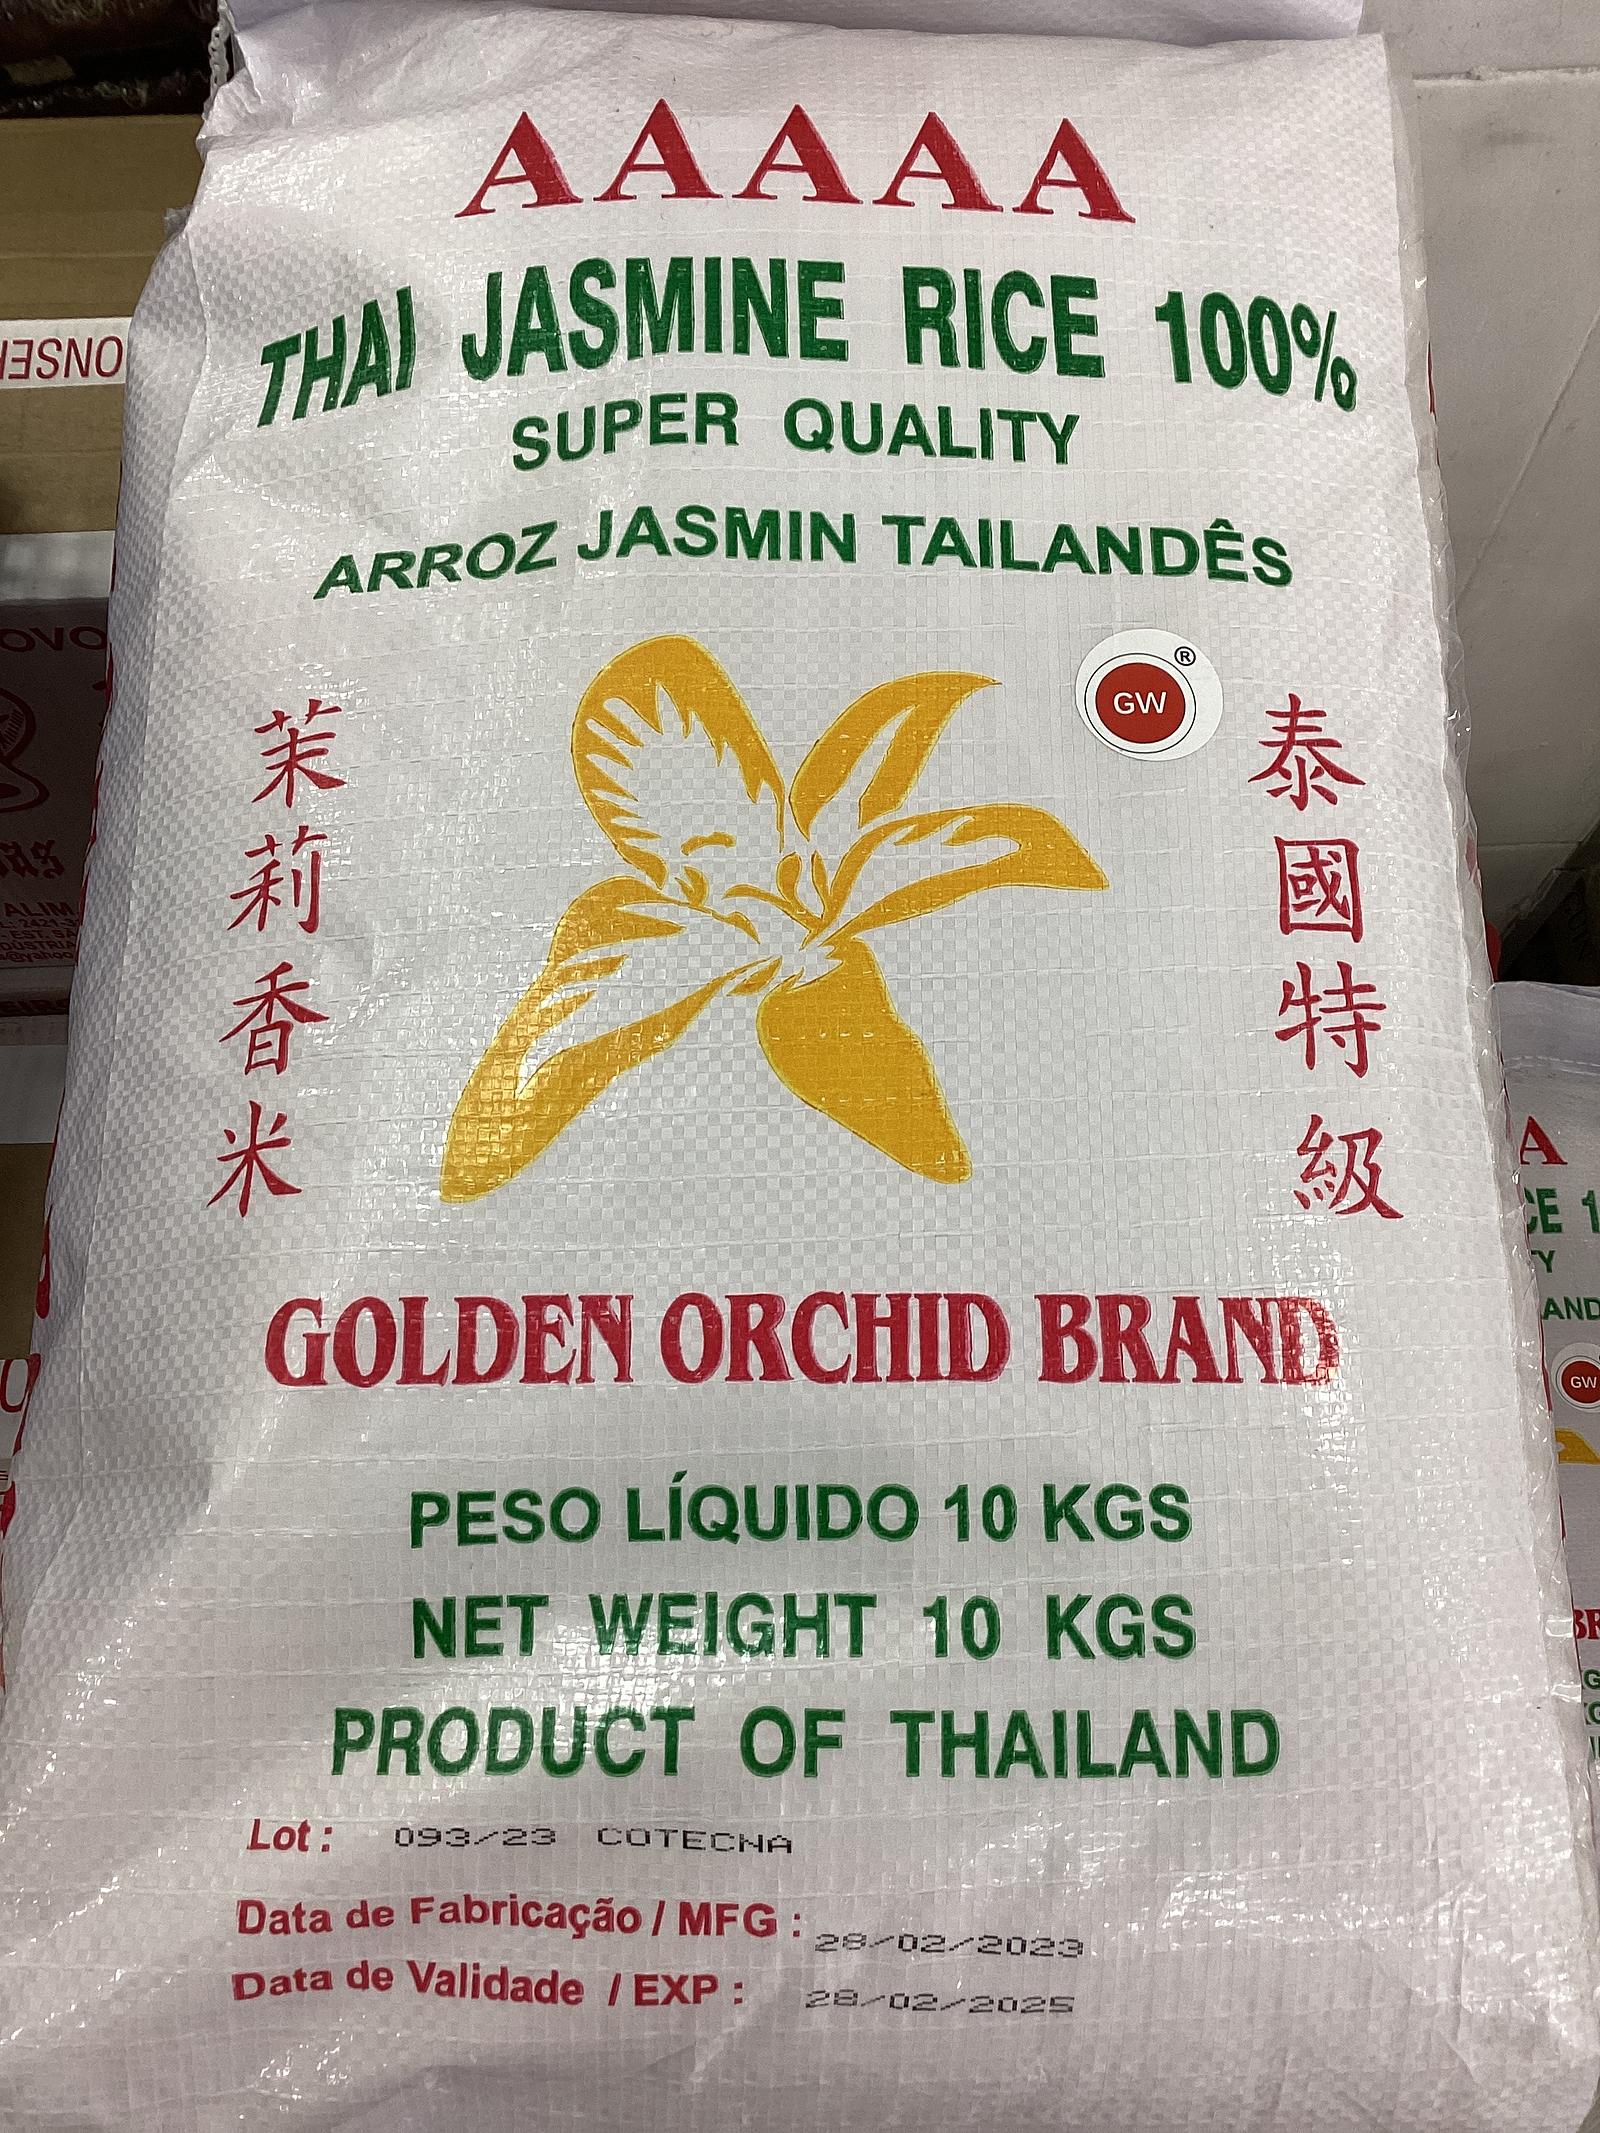 AAAAA
THAI JASMINE RICE 100%
SUPER QUALITY
ARROZ JASMIN TAILANDÊS
GW ®
茉莉香米
泰國特級
GOLDEN ORCHID BRAND
PESO LÍQUIDO 10 KGS
NET WEIGHT 10 KGS
PRODUCT OF THAILAND
Lot : 093/23 COTECNA
Data de Fabricação / MFG : 28/02/2023
Data de Validade / EXP : 28/02/2025
GW